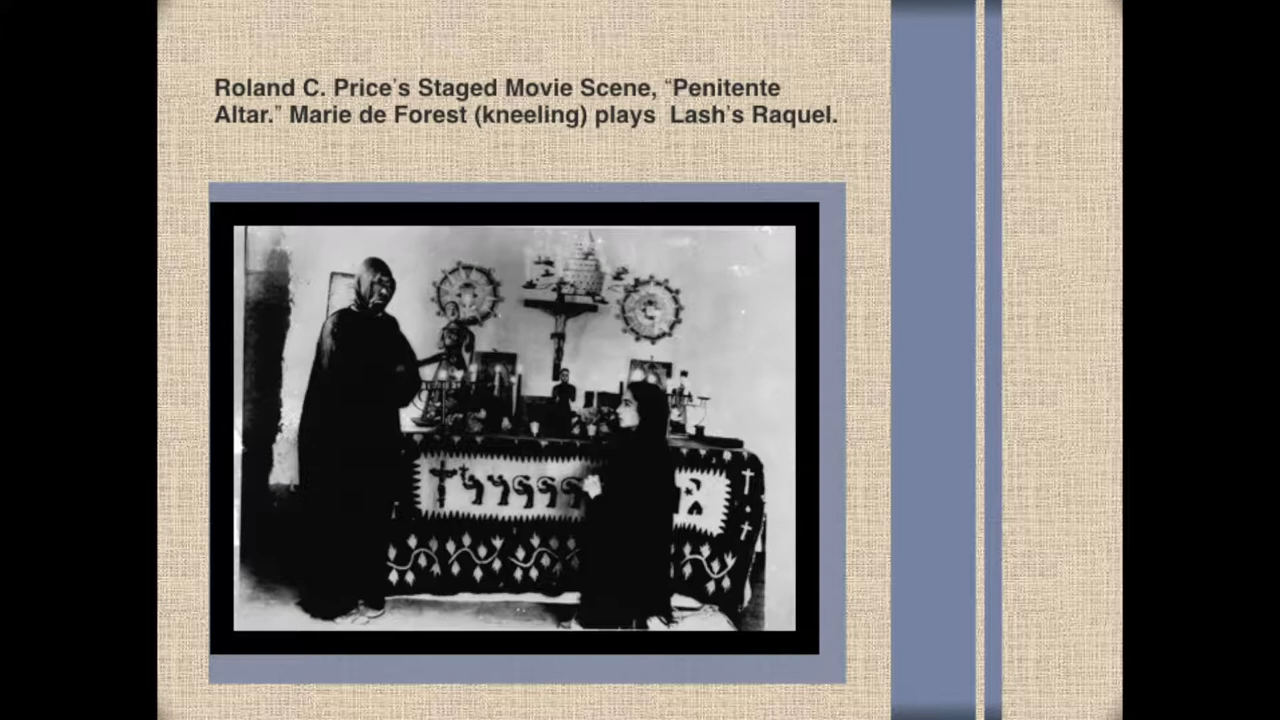 Roland C. Price's Staged Movie Scene, “Penitente
Altar.” Marie de Forest (kneeling) plays  Lash's Raquel.